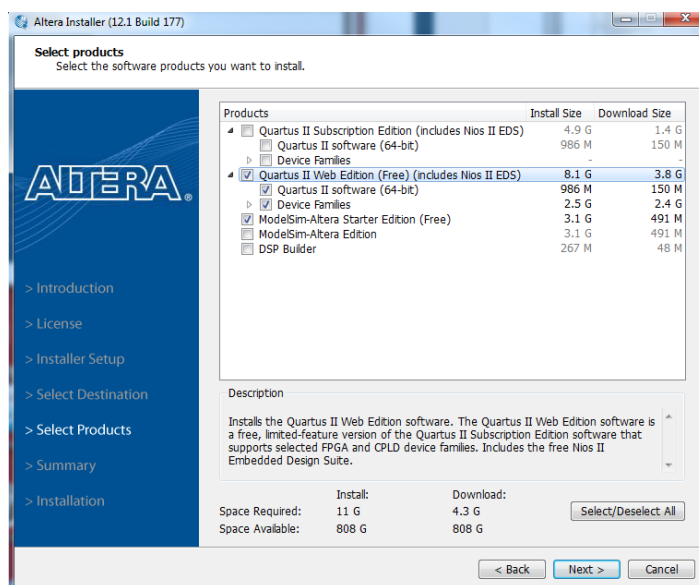 Altera Installer (12.1 Build 177)
Select products
Select the software products you want to install.
ALTERA®
> Introduction
> License
> Installer Setup
> Select Destination
> Select Products
> Summary
> Installation
Products Install Size Download Size
Quartus II Subscription Edition (includes Nios II EDS) 4.9 G 1.4 G
Quartus II software (64-bit) 986 M 150 M
Device Families - -
Quartus II Web Edition (Free) (includes Nios II EDS) 8.1 G 3.8 G
Quartus II software (64-bit) 986 M 150 M
Device Families 2.5 G 2.4 G
ModelSim-Altera Starter Edition (Free) 3.1 G 491 M
ModelSim-Altera Edition 3.1 G 491 M
DSP Builder 267 M 48 M
Description
Installs the Quartus II Web Edition software. The Quartus II Web Edition software is
a free, limited-feature version of the Quartus II Subscription Edition software that
supports selected FPGA and CPLD device families. Includes the free Nios II
Embedded Design Suite.
Install: Download:
Space Required: 11 G 4.3 G
Space Available: 808 G 808 G
Select/Deselect All
< Back Next > Cancel